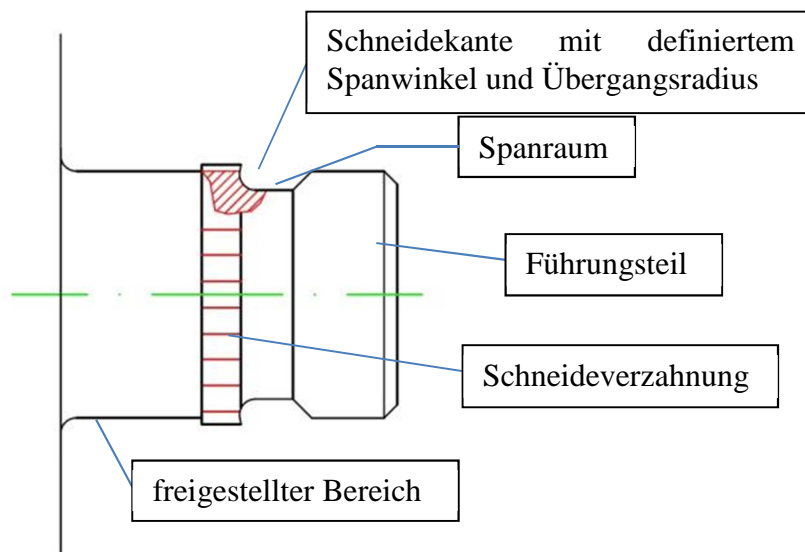 Schneidekante mit definiertem
Spanwinkel und Übergangsradius
Spanraum
Führungsteil
Schneideverzahnung
freigestellter Bereich